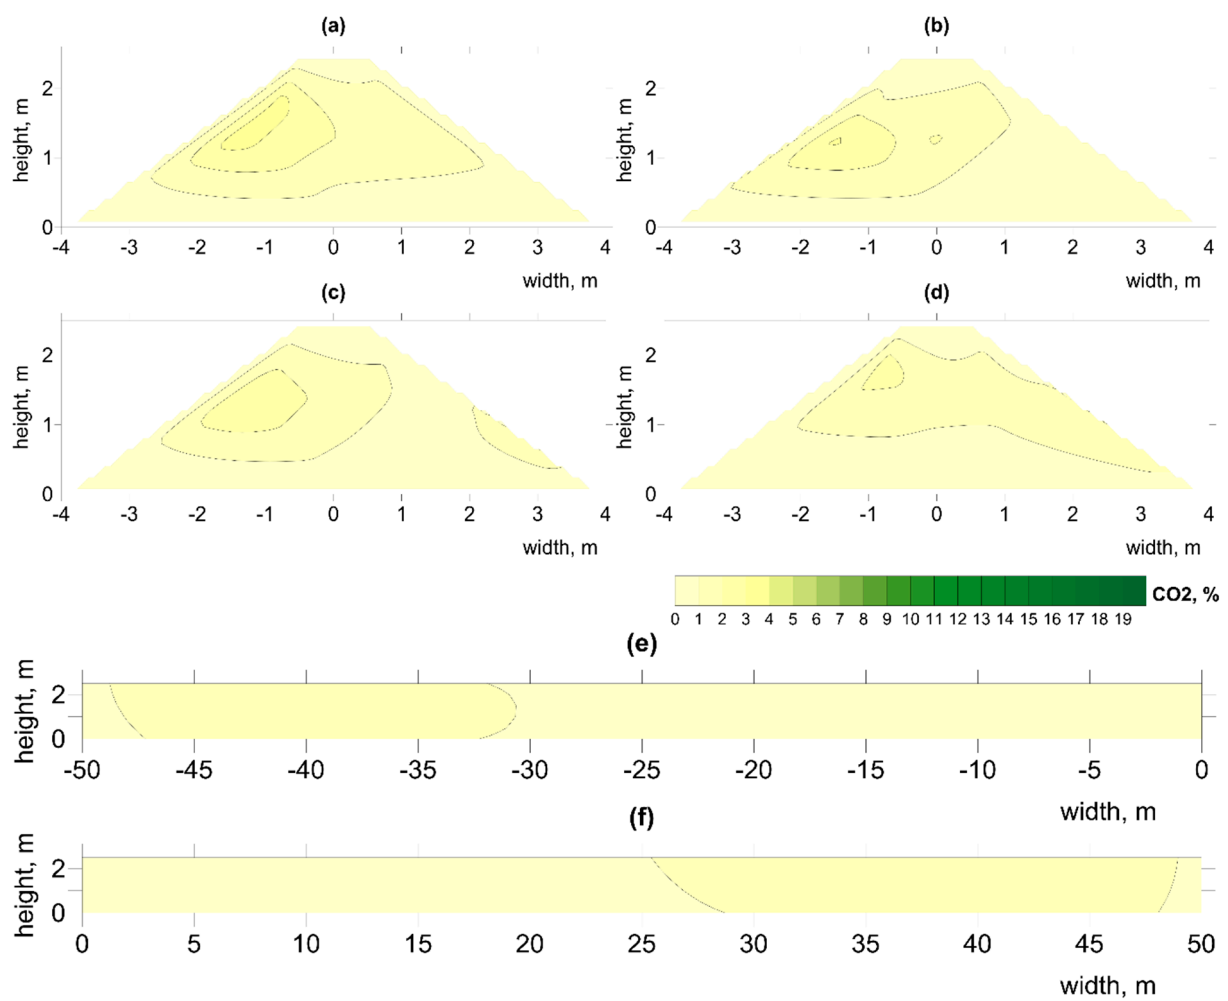 (a) (b)
height, m 2 1 0 height, m 2 1 0
-4 -3 -2 -1 0 1 2 3 4 -4 -3 -2 -1 0 1 2 3 4
width, m width, m
(c) (d)
height, m 2 1 0 height, m 2 1 0
-4 -3 -2 -1 0 1 2 3 4 -4 -3 -2 -1 0 1 2 3 4
width, m width, m
CO2, %
0 1 2 3 4 5 6 7 8 9 10 11 12 13 14 15 16 17 18 19
(e)
height, m 2 0
-50 -45 -40 -35 -30 -25 -20 -15 -10 -5 0
width, m
(f)
height, m 2 0
0 5 10 15 20 25 30 35 40 45 50
width, m